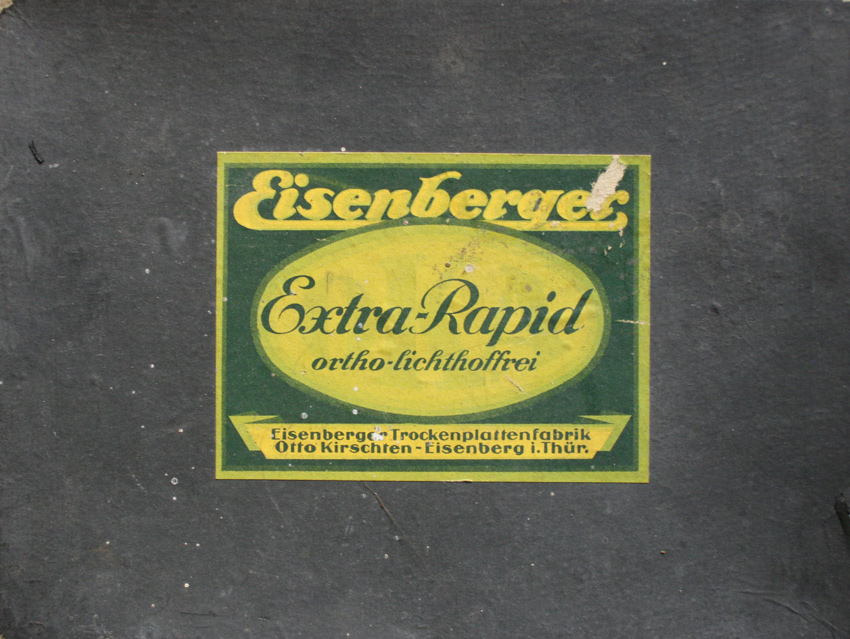 Eisenberger
Extra-Rapid
ortho-lichthoffrei
Eisenberger Trockenplattenfabrik
Otto Kirschten - Eisenberg i. Thür.